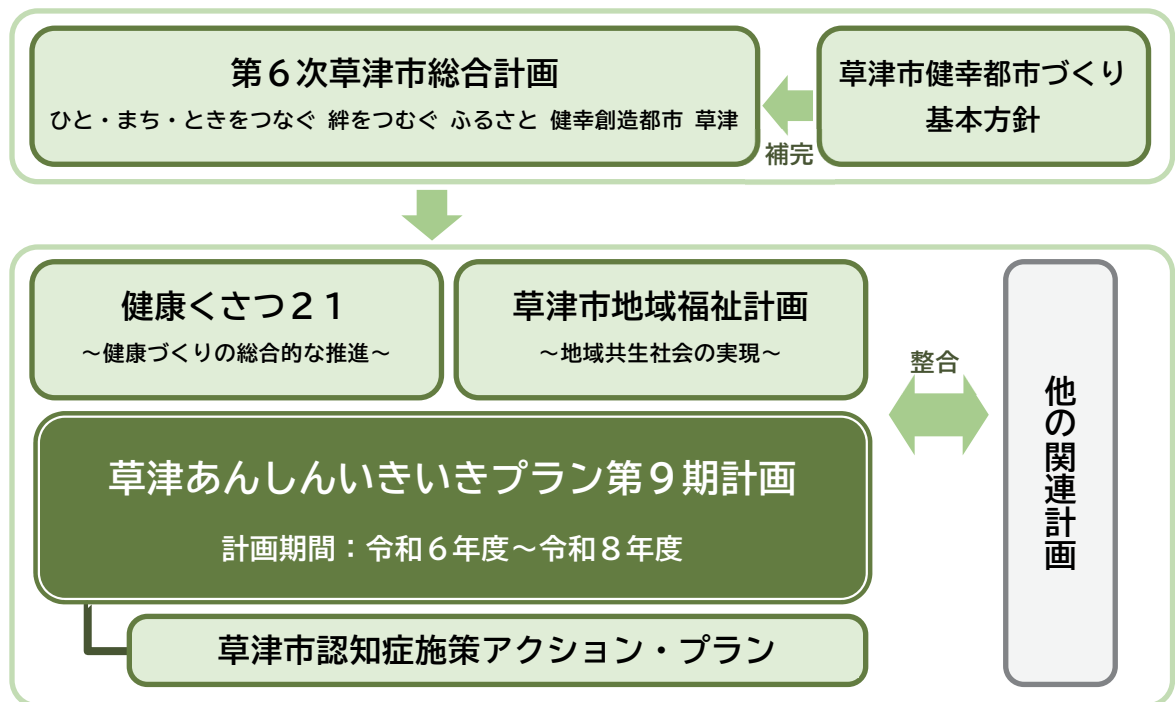 第６次草津市総合計画
ひと・まち・ときをつなぐ 絆をつむぐ ふるさと 健幸創造都市 草津
補完
草津市健幸都市づくり
基本方針
健康くさつ２１
～健康づくりの総合的な推進～
草津市地域福祉計画
～地域共生社会の実現～
整合
他の関連計画
草津あんしんいきいきプラン第９期計画
計画期間：令和６年度～令和８年度
草津市認知症施策アクション・プラン